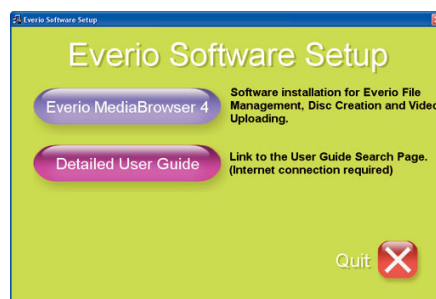 Everio Software Setup
Everio Software Setup
Everio MediaBrowser 4
Software installation for Everio File
Management, Disc Creation and Video
Uploading.
Detailed User Guide
Link to the User Guide Search Page.
(Internet connection required)
Quit